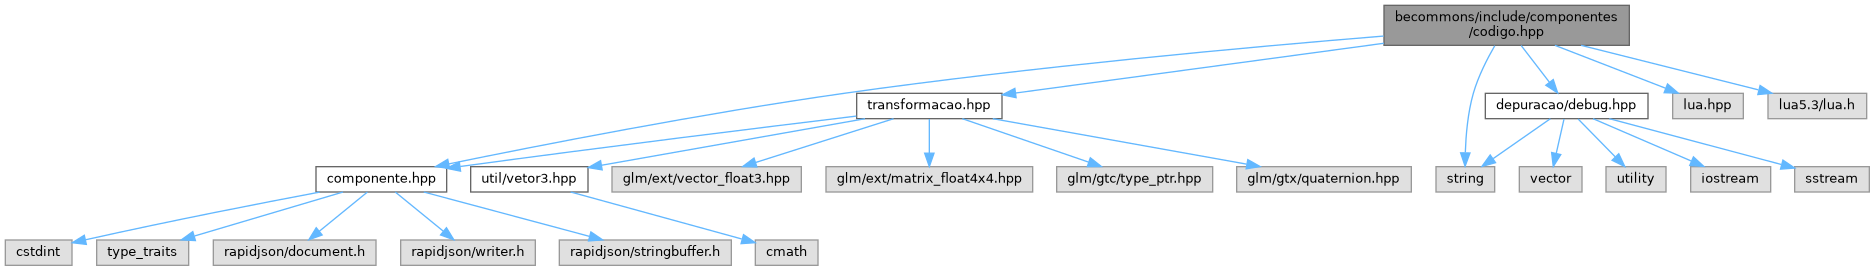 becommons/include/componentes
/codigo.hpp
transformacao.hpp
depuracao/debug.hpp
lua.hpp
lua5.3/lua.h
componente.hpp
util/vetor3.hpp
glm/ext/vector_float3.hpp
glm/ext/matrix_float4x4.hpp
glm/gtc/type_ptr.hpp
glm/gtx/quaternion.hpp
string
vector
utility
iostream
sstream
cstdint
type_traits
rapidjson/document.h
rapidjson/writer.h
rapidjson/stringbuffer.h
cmath